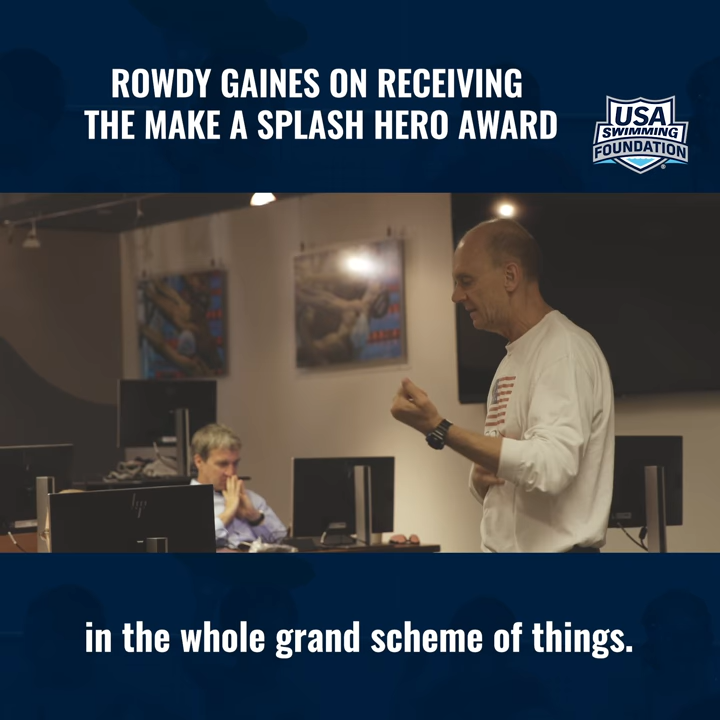 ROWDY GAINES ON RECEIVING
THE MAKE A SPLASH HERO AWARD
USA
SWIMMING
FOUNDATION
®
hp
in the whole grand scheme of things.